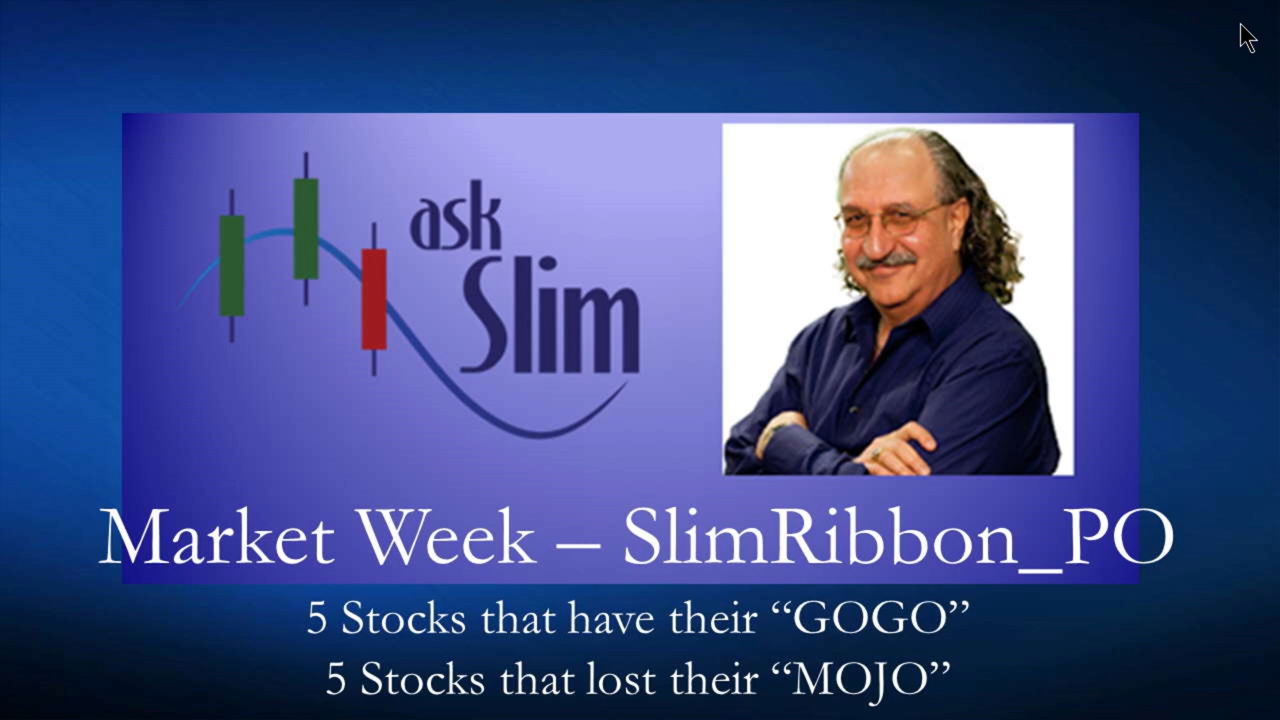 ask
Slim
Market Week – SlimRibbon_PO
5 Stocks that have their “GOGO”
5 Stocks that lost their “MOJO”